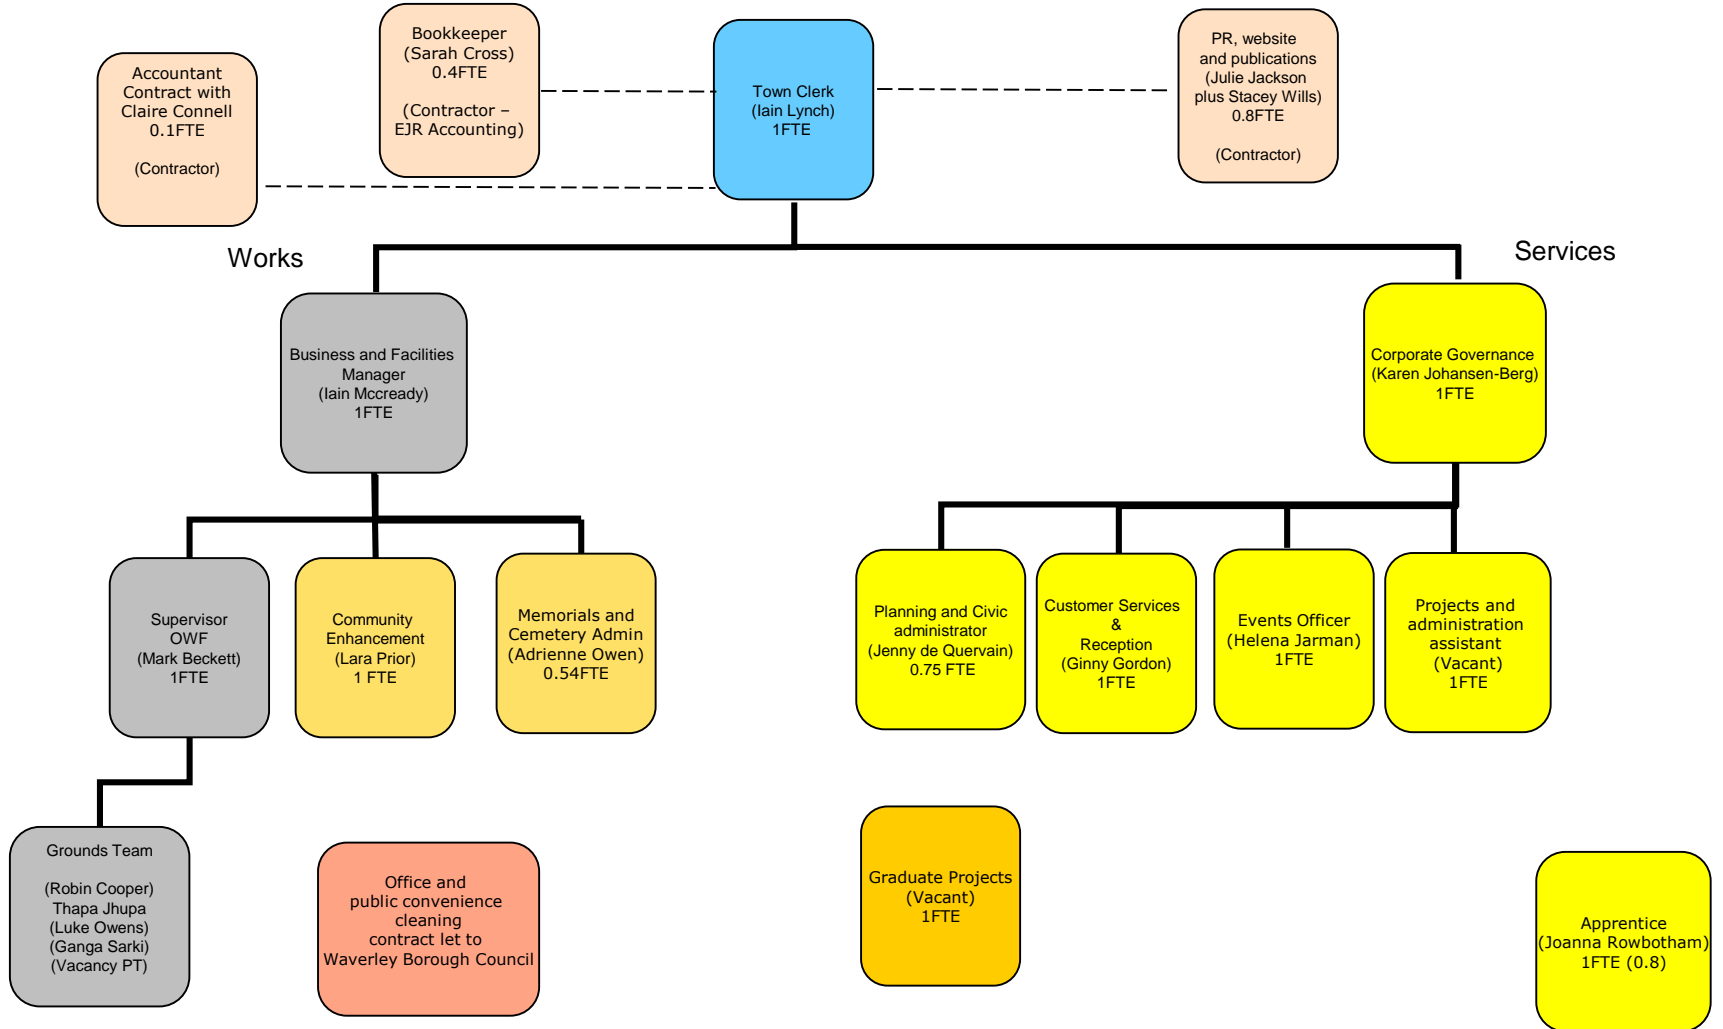 Bookkeeper
(Sarah Cross)
0.4FTE
(Contractor –
EJR Accounting)
Accountant
Contract with
Claire Connell
0.1FTE
(Contractor)
Town Clerk
(Iain Lynch)
1FTE
PR, website
and publications
(Julie Jackson
plus Stacey Wills)
0.8FTE
(Contractor)
Works
Services
Business and Facilities
Manager
(Iain Mccready)
1FTE
Corporate Governance
(Karen Johansen-Berg)
1FTE
Supervisor
OWF
(Mark Beckett)
1FTE
Community
Enhancement
(Lara Prior)
1 FTE
Memorials and
Cemetery Admin
(Adrienne Owen)
0.54FTE
Planning and Civic
administrator
(Jenny de Quervain)
0.75 FTE
Customer Services
&
Reception
(Ginny Gordon)
1FTE
Events Officer
(Helena Jarman)
1FTE
Projects and
administration
assistant
(Vacant)
1FTE
Grounds Team
(Robin Cooper)
Thapa Jhupa
(Luke Owens)
(Ganga Sarki)
(Vacancy PT)
Office and
public convenience
cleaning
contract let to
Waverley Borough Council
Graduate Projects
(Vacant)
1FTE
Apprentice
(Joanna Rowbotham)
1FTE (0.8)